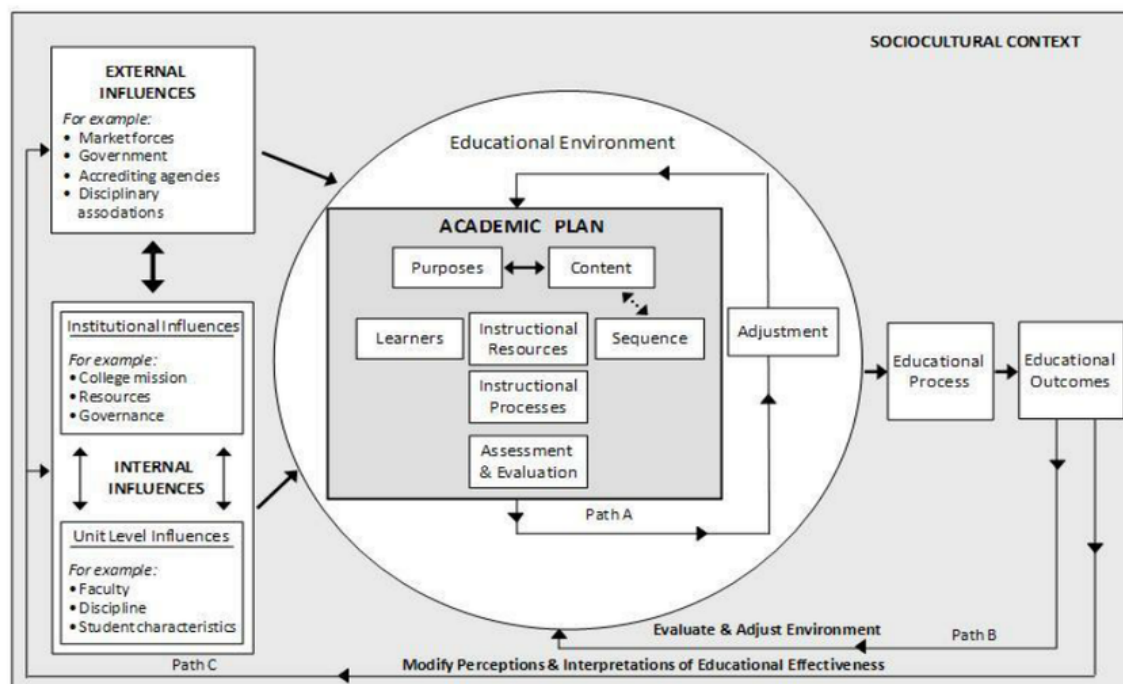 SOCIOCULTURAL CONTEXT
EXTERNAL
INFLUENCES
For example:
• Market forces
• Government
• Accrediting agencies
• Disciplinary
associations
Institutional Influences
For example:
• College mission
• Resources
• Governance
INTERNAL
INFLUENCES
Unit Level Influences
For example:
• Faculty
• Discipline
• Student characteristics
Educational Environment
ACADEMIC PLAN
Purposes
Content
Learners
Instructional
Resources
Sequence
Instructional
Processes
Assessment
& Evaluation
Adjustment
Path A
Educational
Process
Educational
Outcomes
Evaluate & Adjust Environment
Path B
Path C
Modify Perceptions & Interpretations of Educational Effectiveness